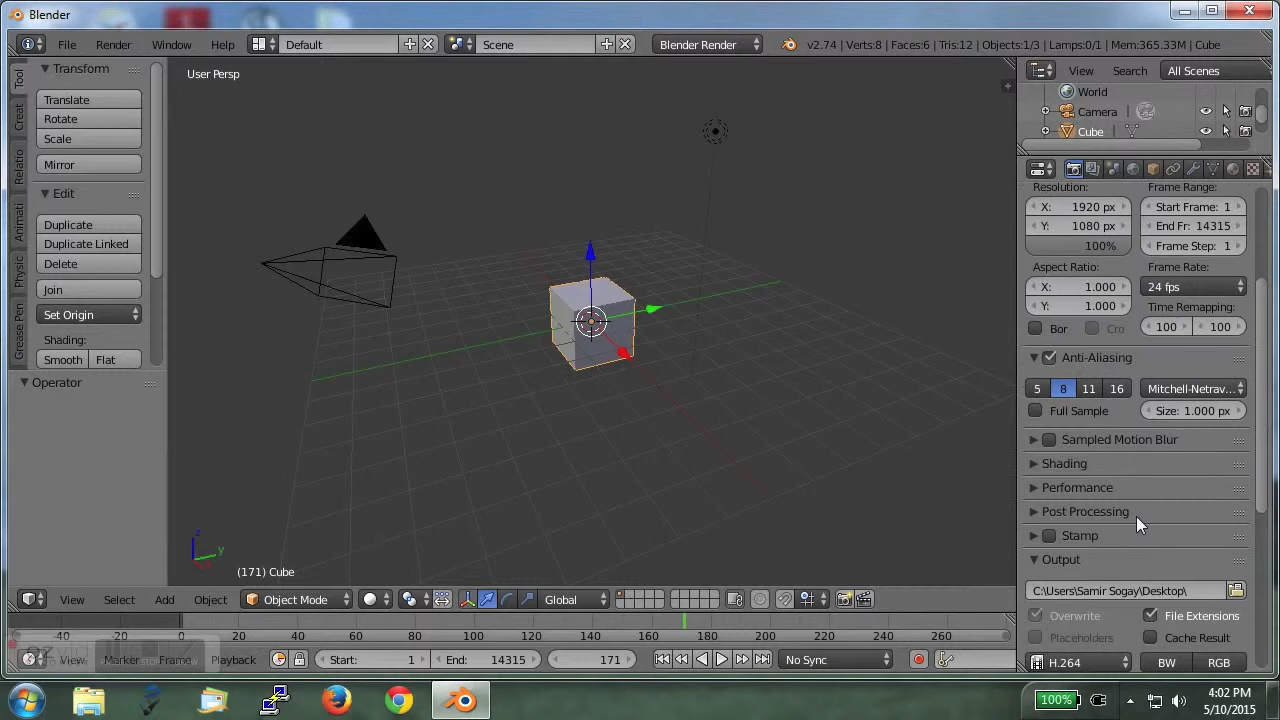 Blender
File Render Window Help Default Scene Blender Render v2.74 | Verts:8 | Faces:6 | Tris:12 | Objects:1/3 | Lamps:0/1 | Mem:365.33M | Cube
Transform
Translate
Rotate
Scale
Mirror
Edit
Duplicate
Duplicate Linked
Delete
Join
Set Origin
Shading:
Smooth Flat
Operator
Tool
Creat
Relatio
Animati
Physic
Grease Pen
User Persp
z
y
(171) Cube
View Search All Scenes
World
Camera
Cube
Resolution: Frame Range:
X: 1920 px Start Frame: 1
Y: 1080 px End Fr: 14315
100% Frame Step: 1
Aspect Ratio: Frame Rate:
X: 1.000 24 fps
Y: 1.000 Time Remapping:
Bor Cro 100 100
Anti-Aliasing
5 8 11 16 Mitchell-Netrav...
Full Sample Size: 1.000 px
Sampled Motion Blur
Shading
Performance
Post Processing
Stamp
Output
C:\Users\Samir Sogay\Desktop\
Overwrite File Extensions
Placeholders Cache Result
H.264 BW RGB
View Select Add Object Object Mode Global
-40 -20 0 20 40 60 80 100 120 140 160 180 200 220 240 260
View Marker Frame Playback Start: 1 End: 14315 171 No Sync
100% 4:02 PM
5/10/2015